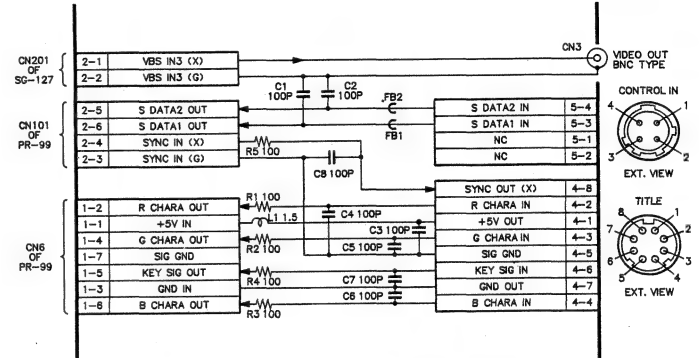 CN3
VIDEO OUT
BNC TYPE
CN201
OF
SG-127
2-1 VBS IN3 (X)
2-2 VBS IN3 (G)
C1
100P
C2
100P
FB2
FB1
CN101
OF
PR-99
2-5 S DATA2 OUT
2-6 S DATA1 OUT
2-4 SYNC IN (X)
2-3 SYNC IN (G)
R5 100
C8 100P
S DATA2 IN 5-4
S DATA1 IN 5-3
NC 5-1
NC 5-2
CONTROL IN
4 1
3 2
EXT. VIEW
CN6
OF
PR-99
1-2 R CHARA OUT
1-1 +5V IN
1-4 G CHARA OUT
1-7 SIG GND
1-5 KEY SIG OUT
1-3 GND IN
1-6 B CHARA OUT
R1 100
L1 1.5
R2 100
R4 100
R3 100
C4 100P
C3 100P
C5 100P
C7 100P
C6 100P
SYNC OUT (X) 4-8
R CHARA IN 4-2
+5V OUT 4-1
G CHARA IN 4-3
SIG GND 4-5
KEY SIG IN 4-6
GND OUT 4-7
B CHARA IN 4-4
TITLE
8 1
7 2
6 3
5 4
EXT. VIEW